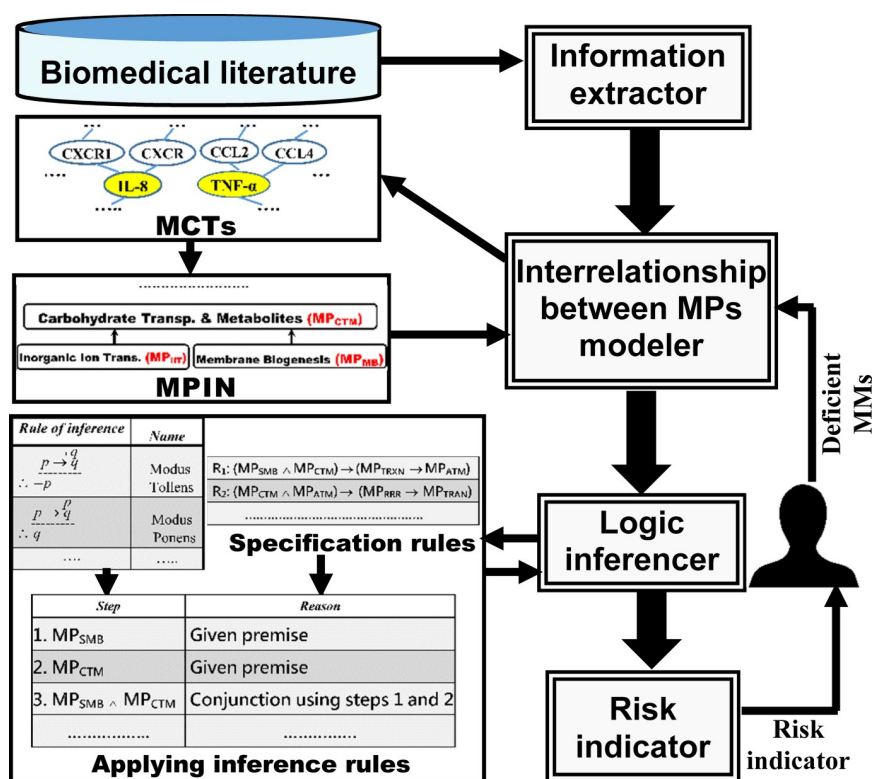 Biomedical literature
Information
extractor
...
...
...
...
CXCR1
CXCR
CCL2
CCL4
....
....
IL-8
TNF-α
.....
....
MCTs
Interrelationship
between MPs
modeler
........................
Carbohydrate Transp. & Metabolites (MPCTM)
Inorganic Ion Trans. (MPIIT)
Membrane Biogenesis (MPMB)
MPIN
Deficient
MMs
Rule of inference
Name
q
p → q
∴ -p
Modus
Tollens
p
p → q
∴ q
Modus
Ponens
....
.....
R1: (MPSMB ∧ MPCTM) → (MPTRXN → MPATM)
R2: (MPCTM ∧ MPATM) → (MPRRR → MPTRAN)
............................................
Specification rules
Logic
inferencer
Step
Reason
1. MPSMB
Given premise
2. MPCTM
Given premise
3. MPSMB ∧ MPCTM
Conjunction using steps 1 and 2
.................
................
Applying inference rules
Risk
indicator
Risk
indicator